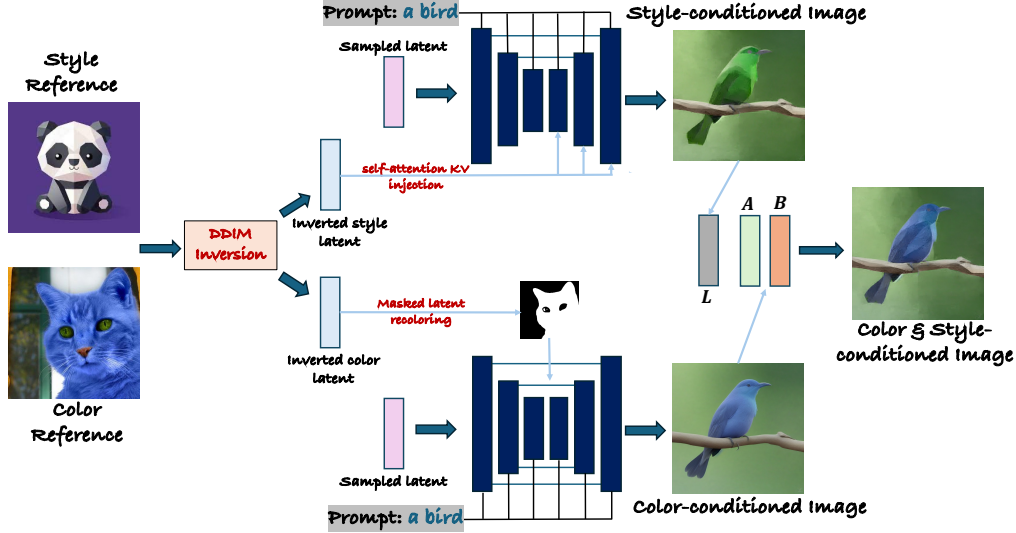 Prompt: a bird
Style-conditioned Image
Sampled latent
Style
Reference
self-attention KV
injection
Inverted style
latent
DDIM
Inversion
A B
L
Masked latent
recoloring
Inverted color
latent
Color & Style-
conditioned Image
Color
Reference
Sampled latent
Color-conditioned Image
Prompt: a bird